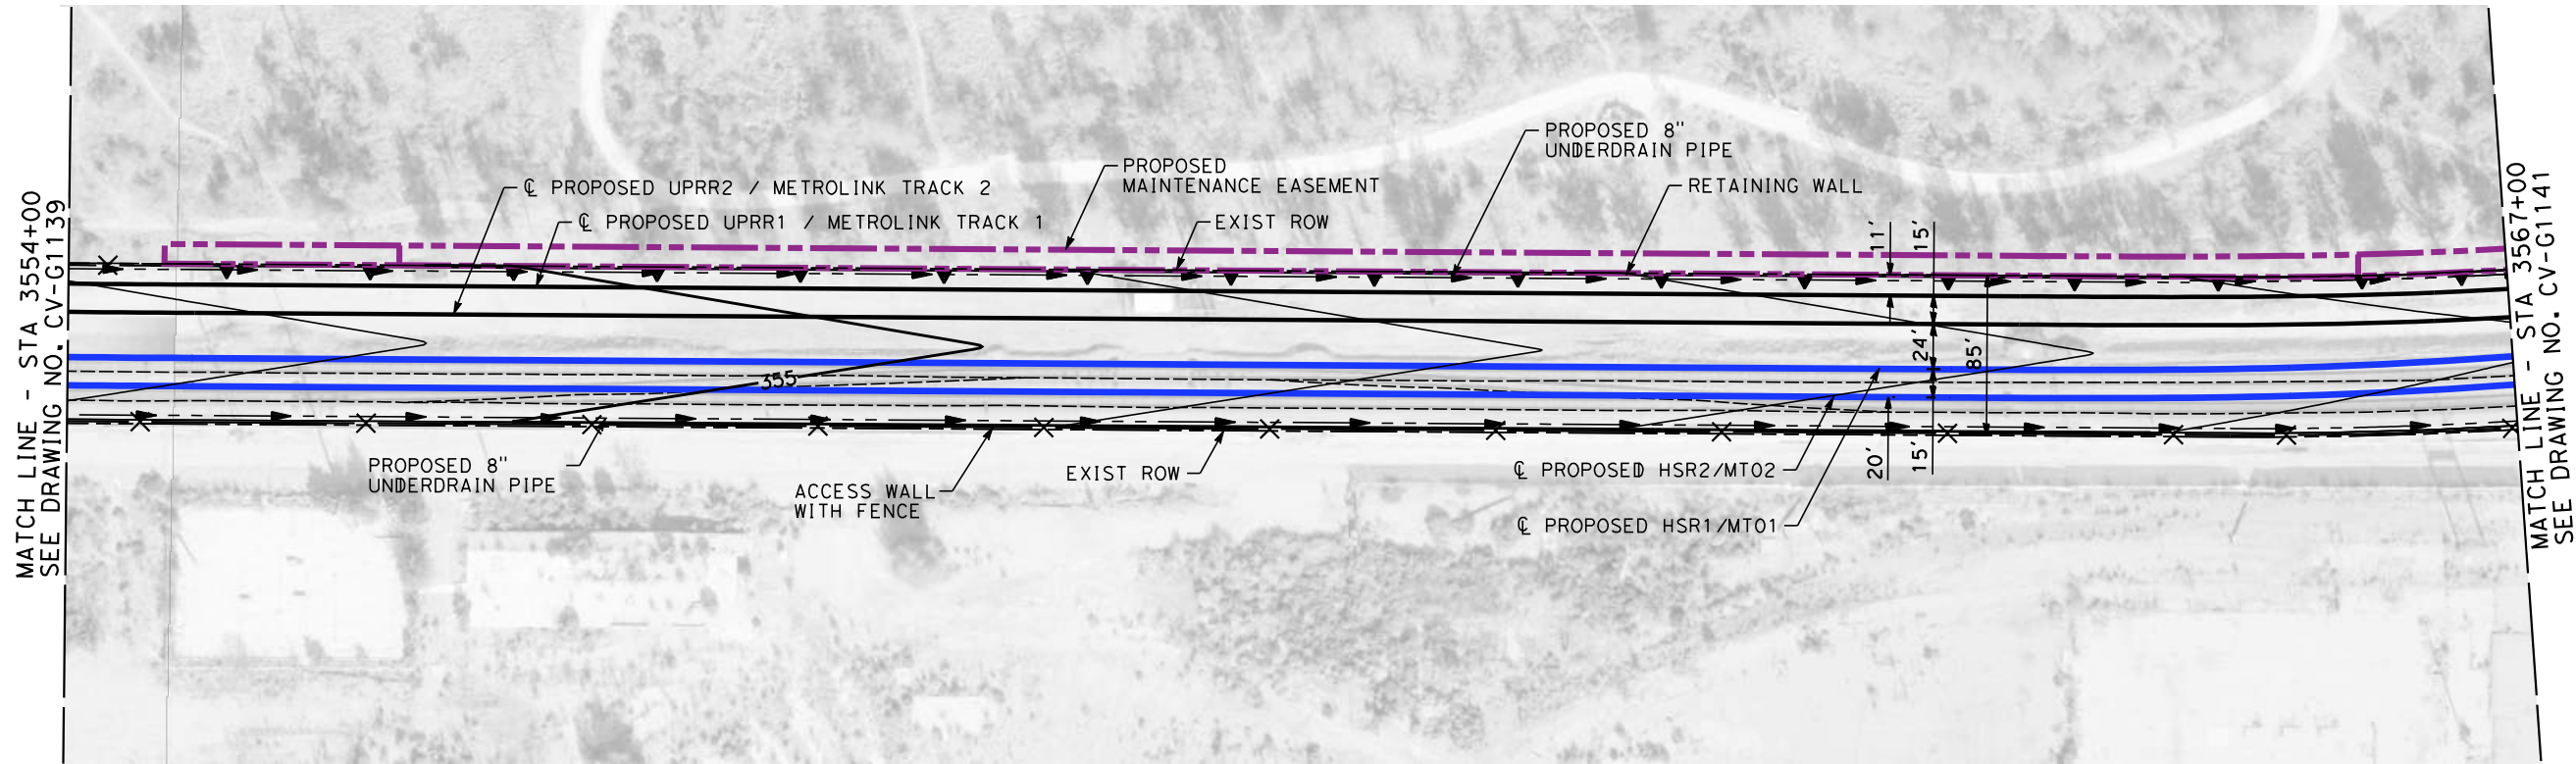 MATCH LINE - STA 3554+00
SEE DRAWING NO. CV-G1139
℄ PROPOSED UPRR2 / METROLINK TRACK 2
℄ PROPOSED UPRR1 / METROLINK TRACK 1
PROPOSED
MAINTENANCE EASEMENT
EXIST ROW
PROPOSED 8"
UNDERDRAIN PIPE
RETAINING WALL
11'
15'
24'
85'
355
20'
15'
PROPOSED 8"
UNDERDRAIN PIPE
ACCESS WALL
WITH FENCE
EXIST ROW
℄ PROPOSED HSR2/MT02
℄ PROPOSED HSR1/MT01
MATCH LINE - STA 3567+00
SEE DRAWING NO. CV-G1141